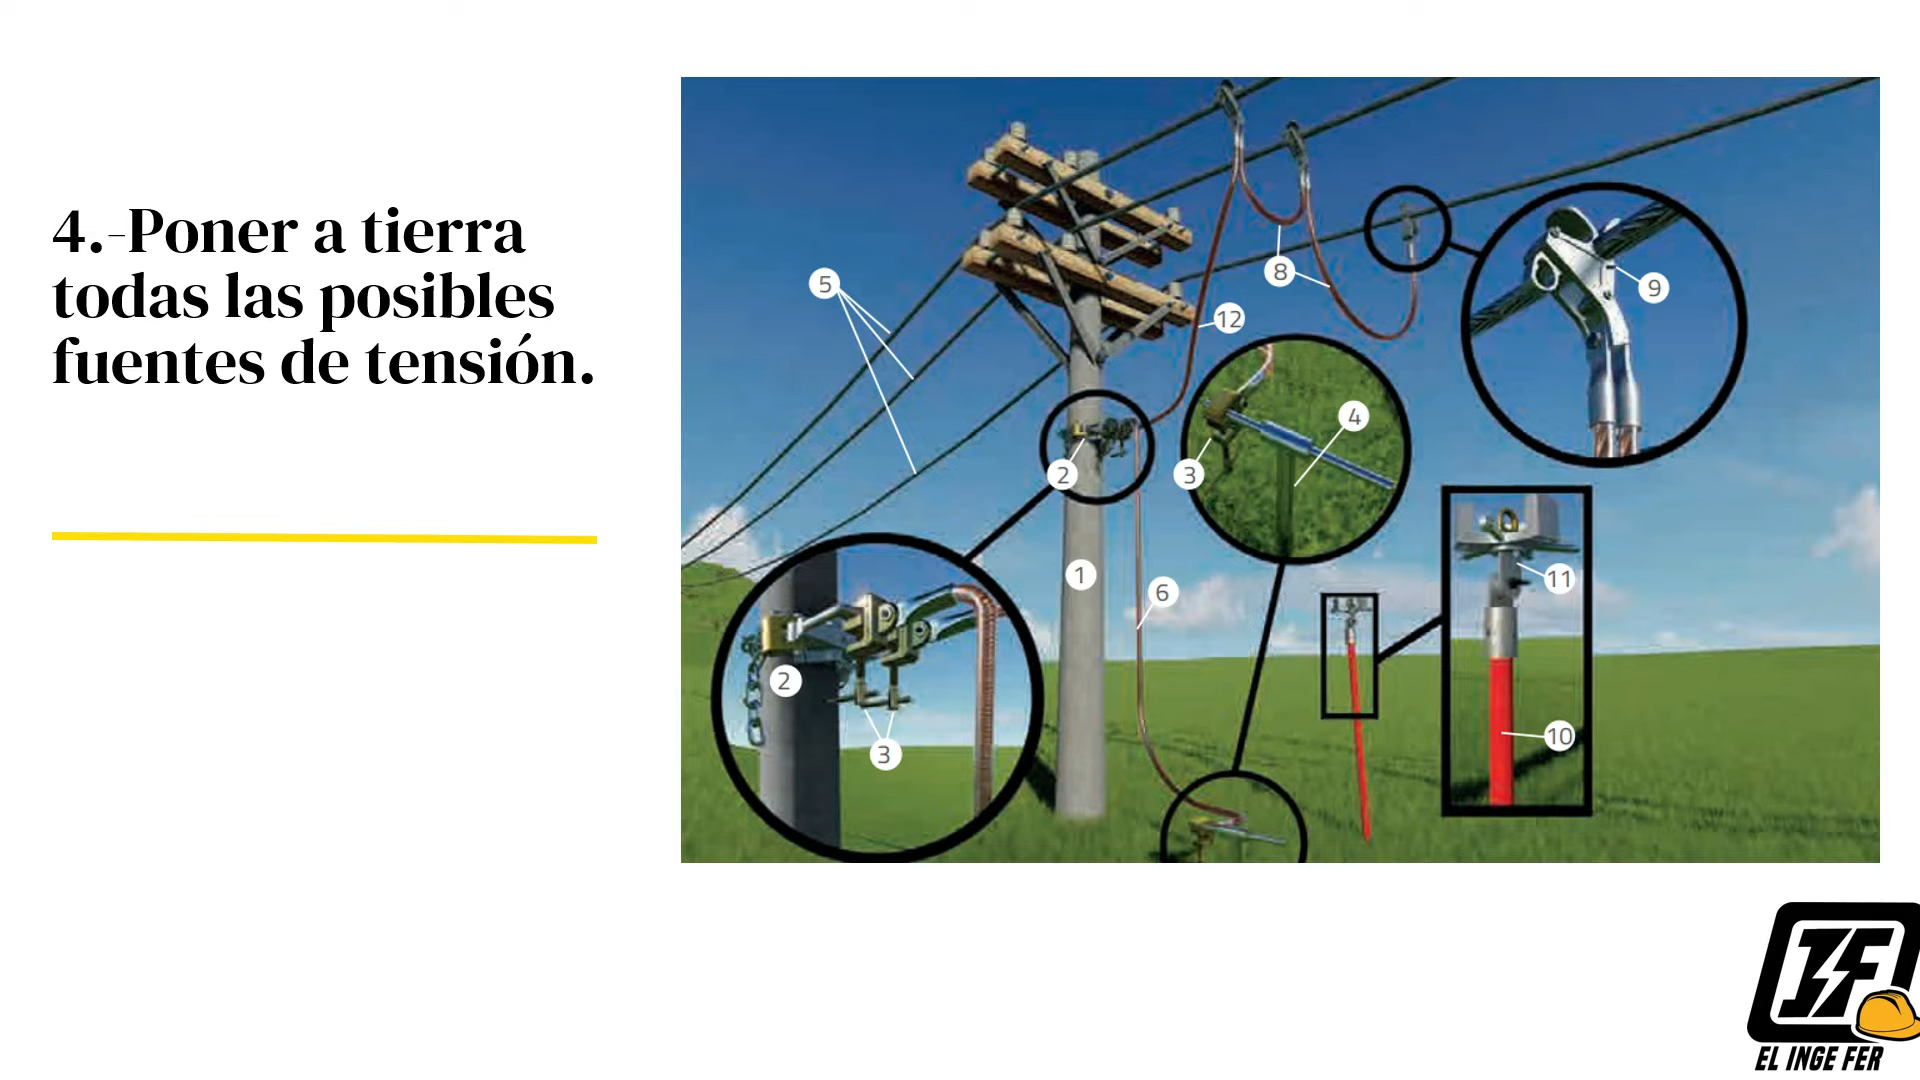 4.-Poner a tierra
todas las posibles
fuentes de tensión.
5
8
9
12
4
2
3
1
6
11
2
10
3
IF
EL INGE FER